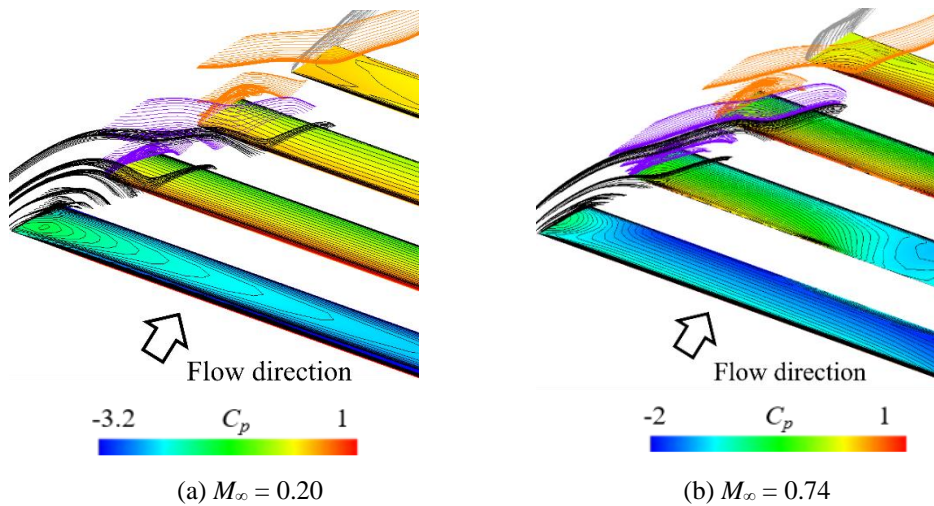 Flow direction
-3.2 Cp 1
(a) M∞ = 0.20
Flow direction
-2 Cp 1
(b) M∞ = 0.74